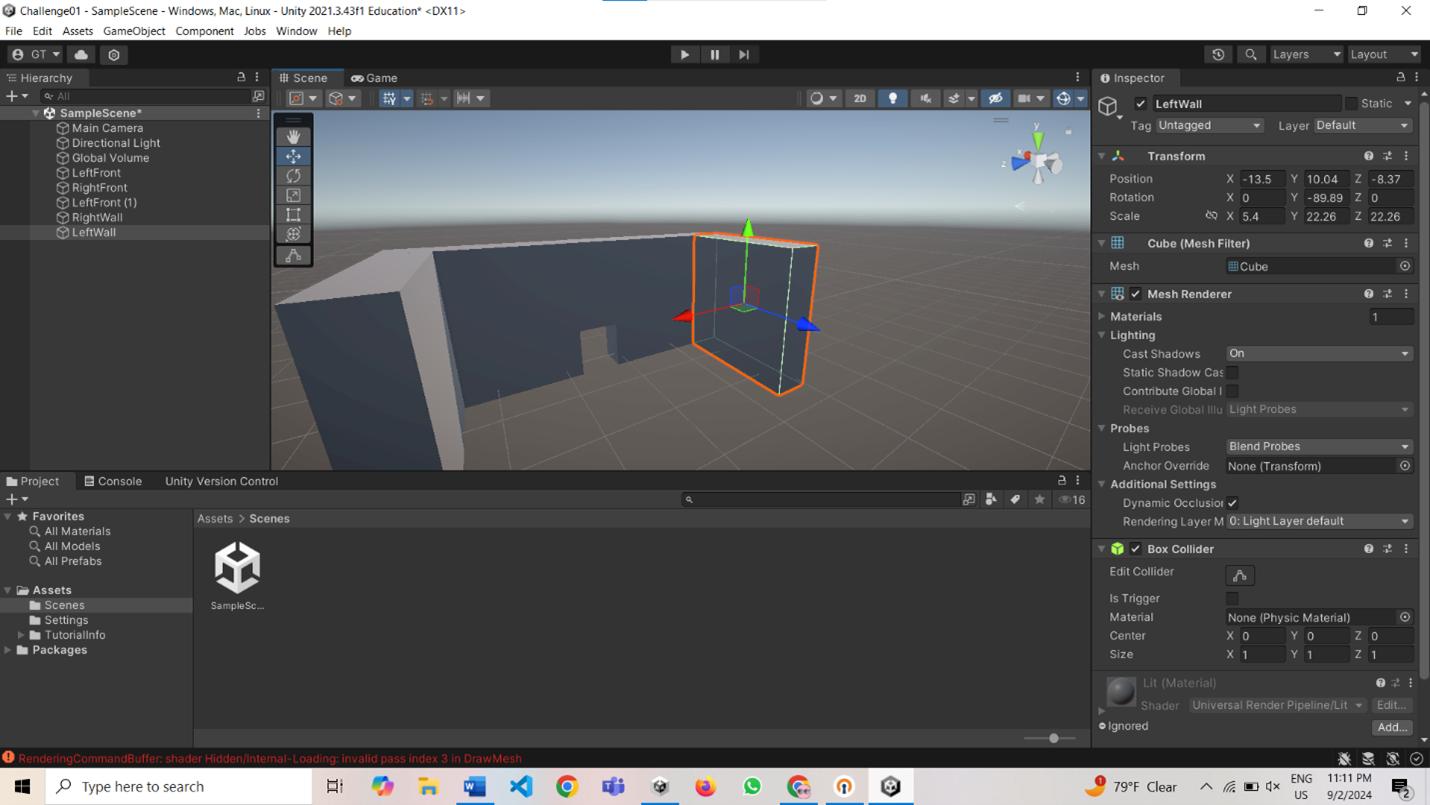 Challenge01 - SampleScene - Windows, Mac, Linux - Unity 2021.3.43f1 Education* <DX11>
File Edit Assets GameObject Component Jobs Window Help
GT
Layers
Layout
Hierarchy
All
SampleScene*
Main Camera
Directional Light
Global Volume
LeftFront
RightFront
LeftFront (1)
RightWall
LeftWall
Scene
Game
2D
y
x
z
Inspector
LeftWall
Static
Tag Untagged Layer Default
Transform
Position X -13.5 Y 10.04 Z -8.37
Rotation X 0 Y -89.89 Z 0
Scale X 5.4 Y 22.26 Z 22.26
Cube (Mesh Filter)
Mesh Cube
Mesh Renderer
Materials 1
Lighting
Cast Shadows On
Static Shadow Cas
Contribute Global I
Receive Global Illu Light Probes
Probes
Light Probes Blend Probes
Anchor Override None (Transform)
Additional Settings
Dynamic Occlusion
Rendering Layer M 0: Light Layer default
Box Collider
Edit Collider
Is Trigger
Material None (Physic Material)
Center X 0 Y 0 Z 0
Size X 1 Y 1 Z 1
Lit (Material)
Shader Universal Render Pipeline/Lit Edit...
Ignored
Add...
Project Console Unity Version Control
16
Favorites
All Materials
All Models
All Prefabs
Assets
Scenes
Settings
TutorialInfo
Packages
Assets > Scenes
SampleSc...
RenderingCommandBuffer: shader Hidden/Internal-Loading: invalid pass index 3 in DrawMesh
Type here to search
1
79°F Clear
ENG
US
11:11 PM
9/2/2024
2